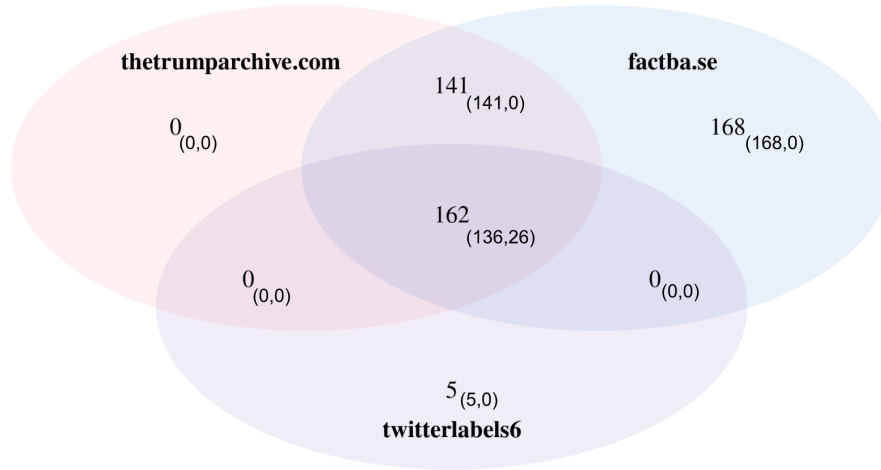 thetrumparchive.com
factba.se
141(141,0)
0(0,0)
168(168,0)
162(136,26)
0(0,0)
0(0,0)
5(5,0)
twitterlabels6